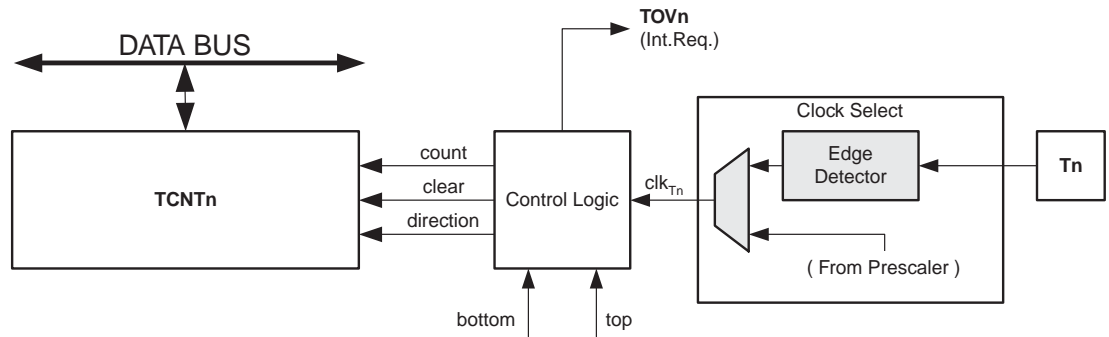 TOVn
(Int.Req.)
DATA BUS
Clock Select
TCNTn
count
clear
direction
Control Logic
clkTn
Edge
Detector
Tn
( From Prescaler )
bottom
top